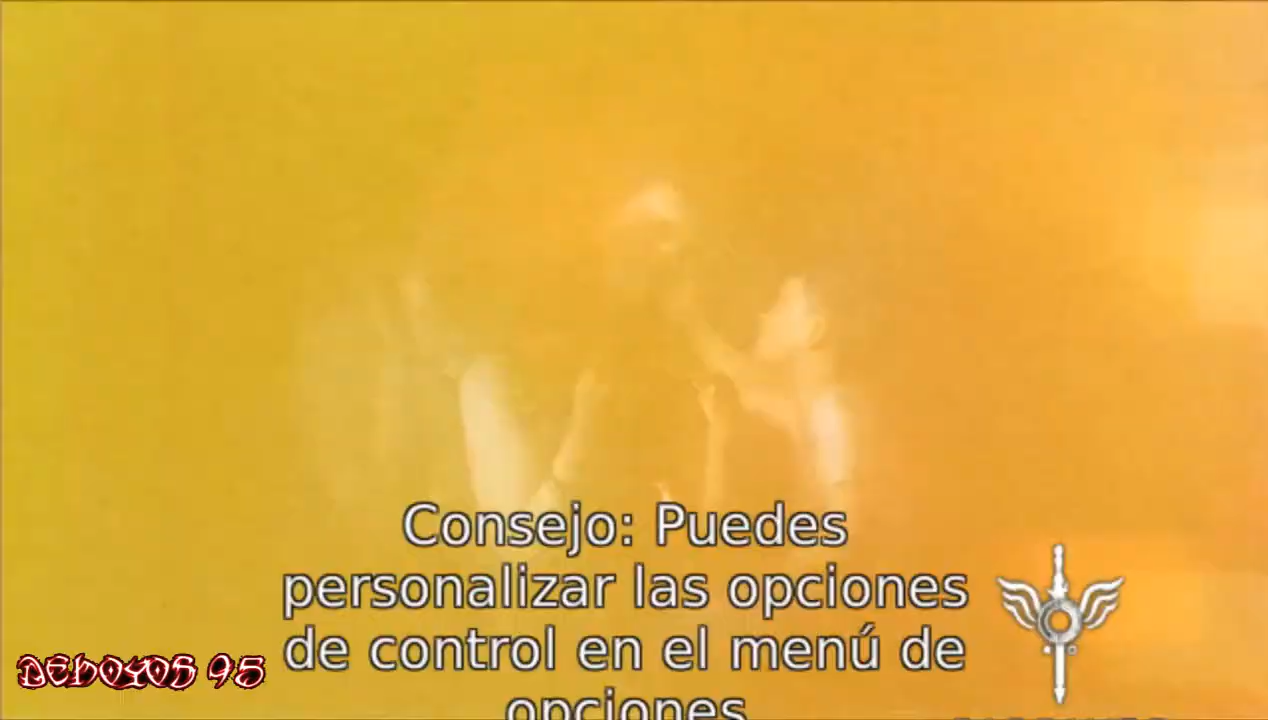 Consejo: Puedes
personalizar las opciones
de control en el menú de
opciones
DEHOYOS 95